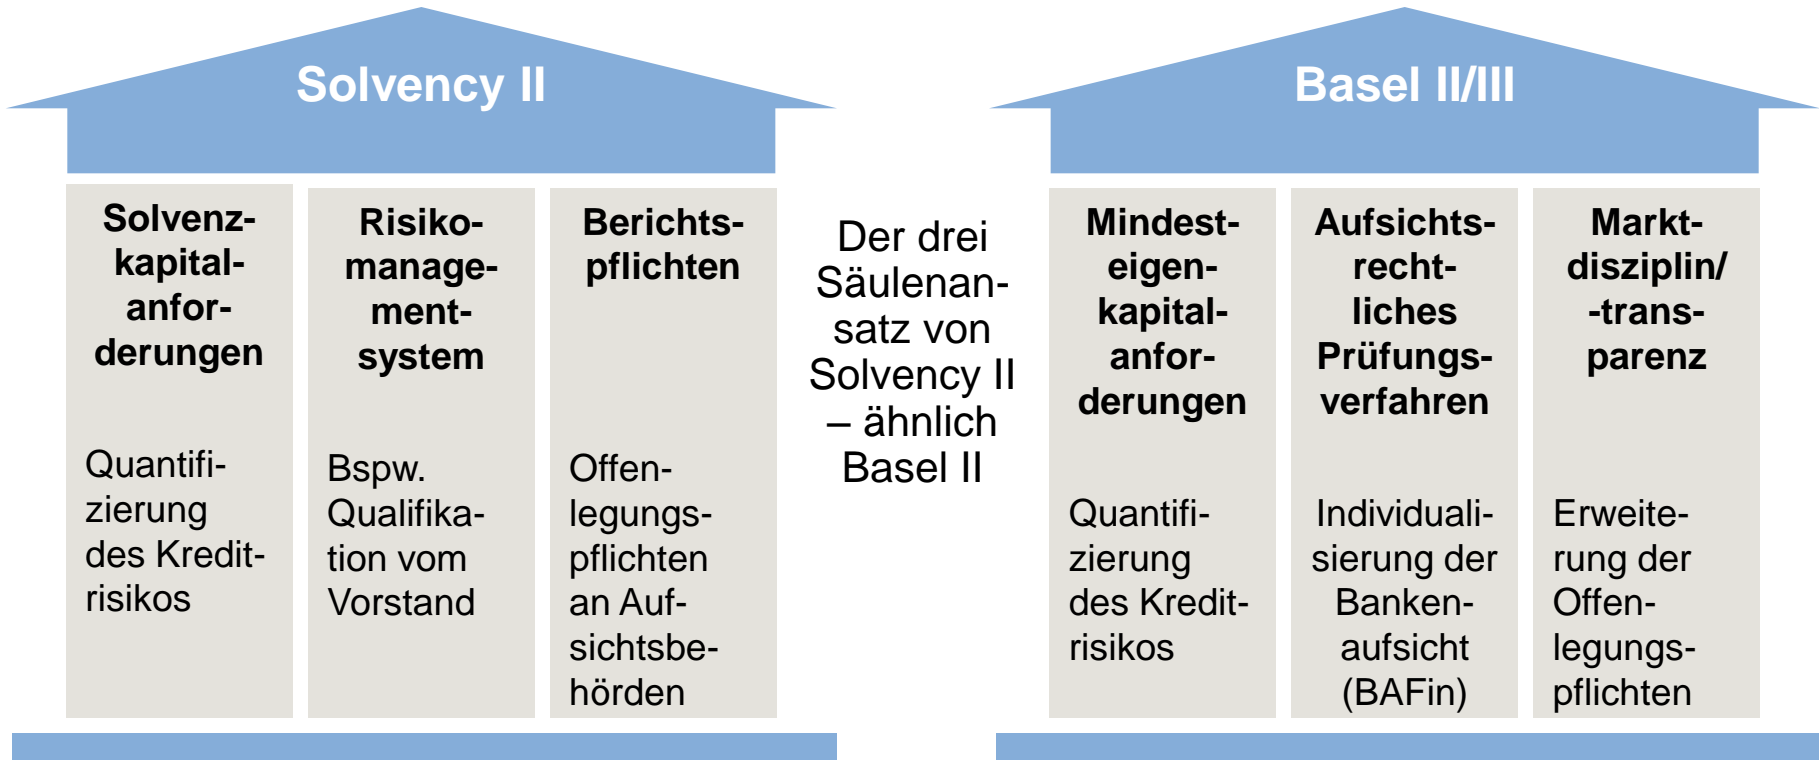 Solvency II
Solvenz-
kapital-
anfor-
derungen
Quantifi-
zierung
des Kredit-
risikos
Risiko-
manage-
ment-
system
Bspw.
Qualifika-
tion vom
Vorstand
Berichts-
pflichten
Offen-
legungs-
pflichten
an Auf-
sichtsbe-
hörden
Der drei
Säulenan-
satz von
Solvency II
– ähnlich
Basel II
Basel II/III
Mindest-
eigen-
kapital-
anfor-
derungen
Quantifi-
zierung
des Kredit-
risikos
Aufsichts-
recht-
liches
Prüfungs-
verfahren
Individuali-
sierung der
Banken-
aufsicht
(BAFin)
Markt-
disziplin/
-trans-
parenz
Erweite-
rung der
Offen-
legungs-
pflichten